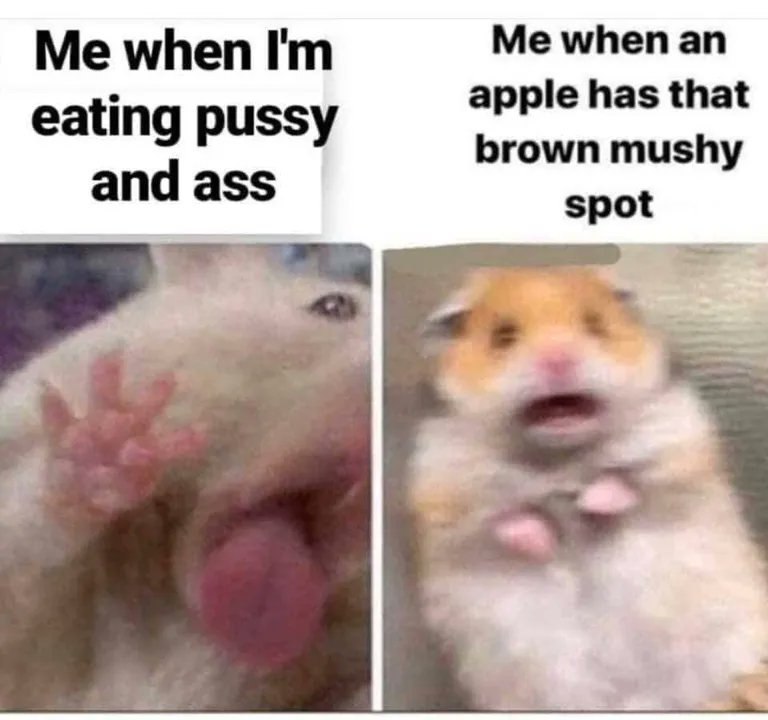 Me when I'm
eating pussy
and ass
Me when an
apple has that
brown mushy
spot